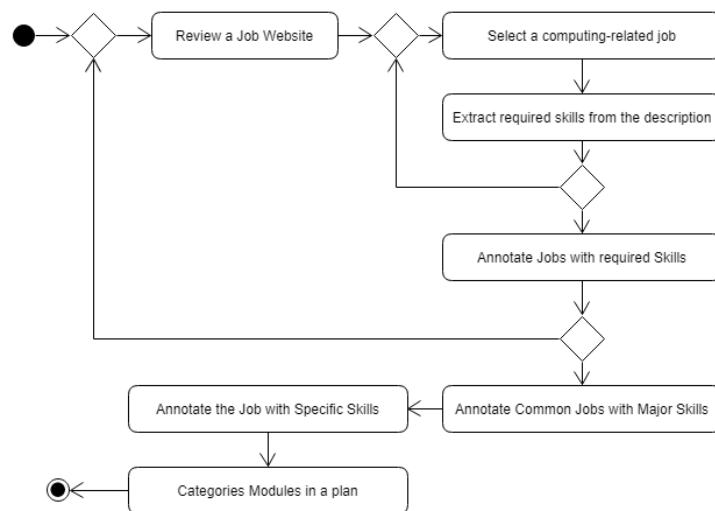 Review a Job Website
Select a computing-related job
Extract required skills from the description
Annotate Jobs with required Skills
Annotate Common Jobs with Major Skills
Annotate the Job with Specific Skills
Categories Modules in a plan